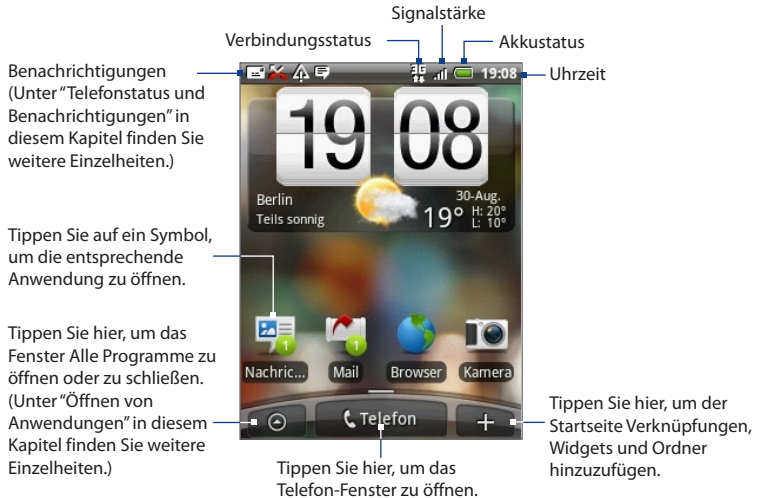 Signalstärke
Verbindungsstatus
Akkustatus
Benachrichtigungen
(Unter “Telefonstatus und
Benachrichtigungen” in
diesem Kapitel finden Sie
weitere Einzelheiten.)
3G
19:08
Uhrzeit
19 08
Berlin
Teils sonnig
30-Aug.
19° H: 20°
L: 10°
Tippen Sie auf ein Symbol,
um die entsprechende
Anwendung zu öffnen.
1
1
Nachric...
Mail
Browser
Kamera
Tippen Sie hier, um das
Fenster Alle Programme zu
öffnen oder zu schließen.
(Unter “Öffnen von
Anwendungen” in diesem
Kapitel finden Sie weitere
Einzelheiten.)
Telefon
Tippen Sie hier, um der
Startseite Verknüpfungen,
Widgets und Ordner
hinzuzufügen.
Tippen Sie hier, um das
Telefon-Fenster zu öffnen.